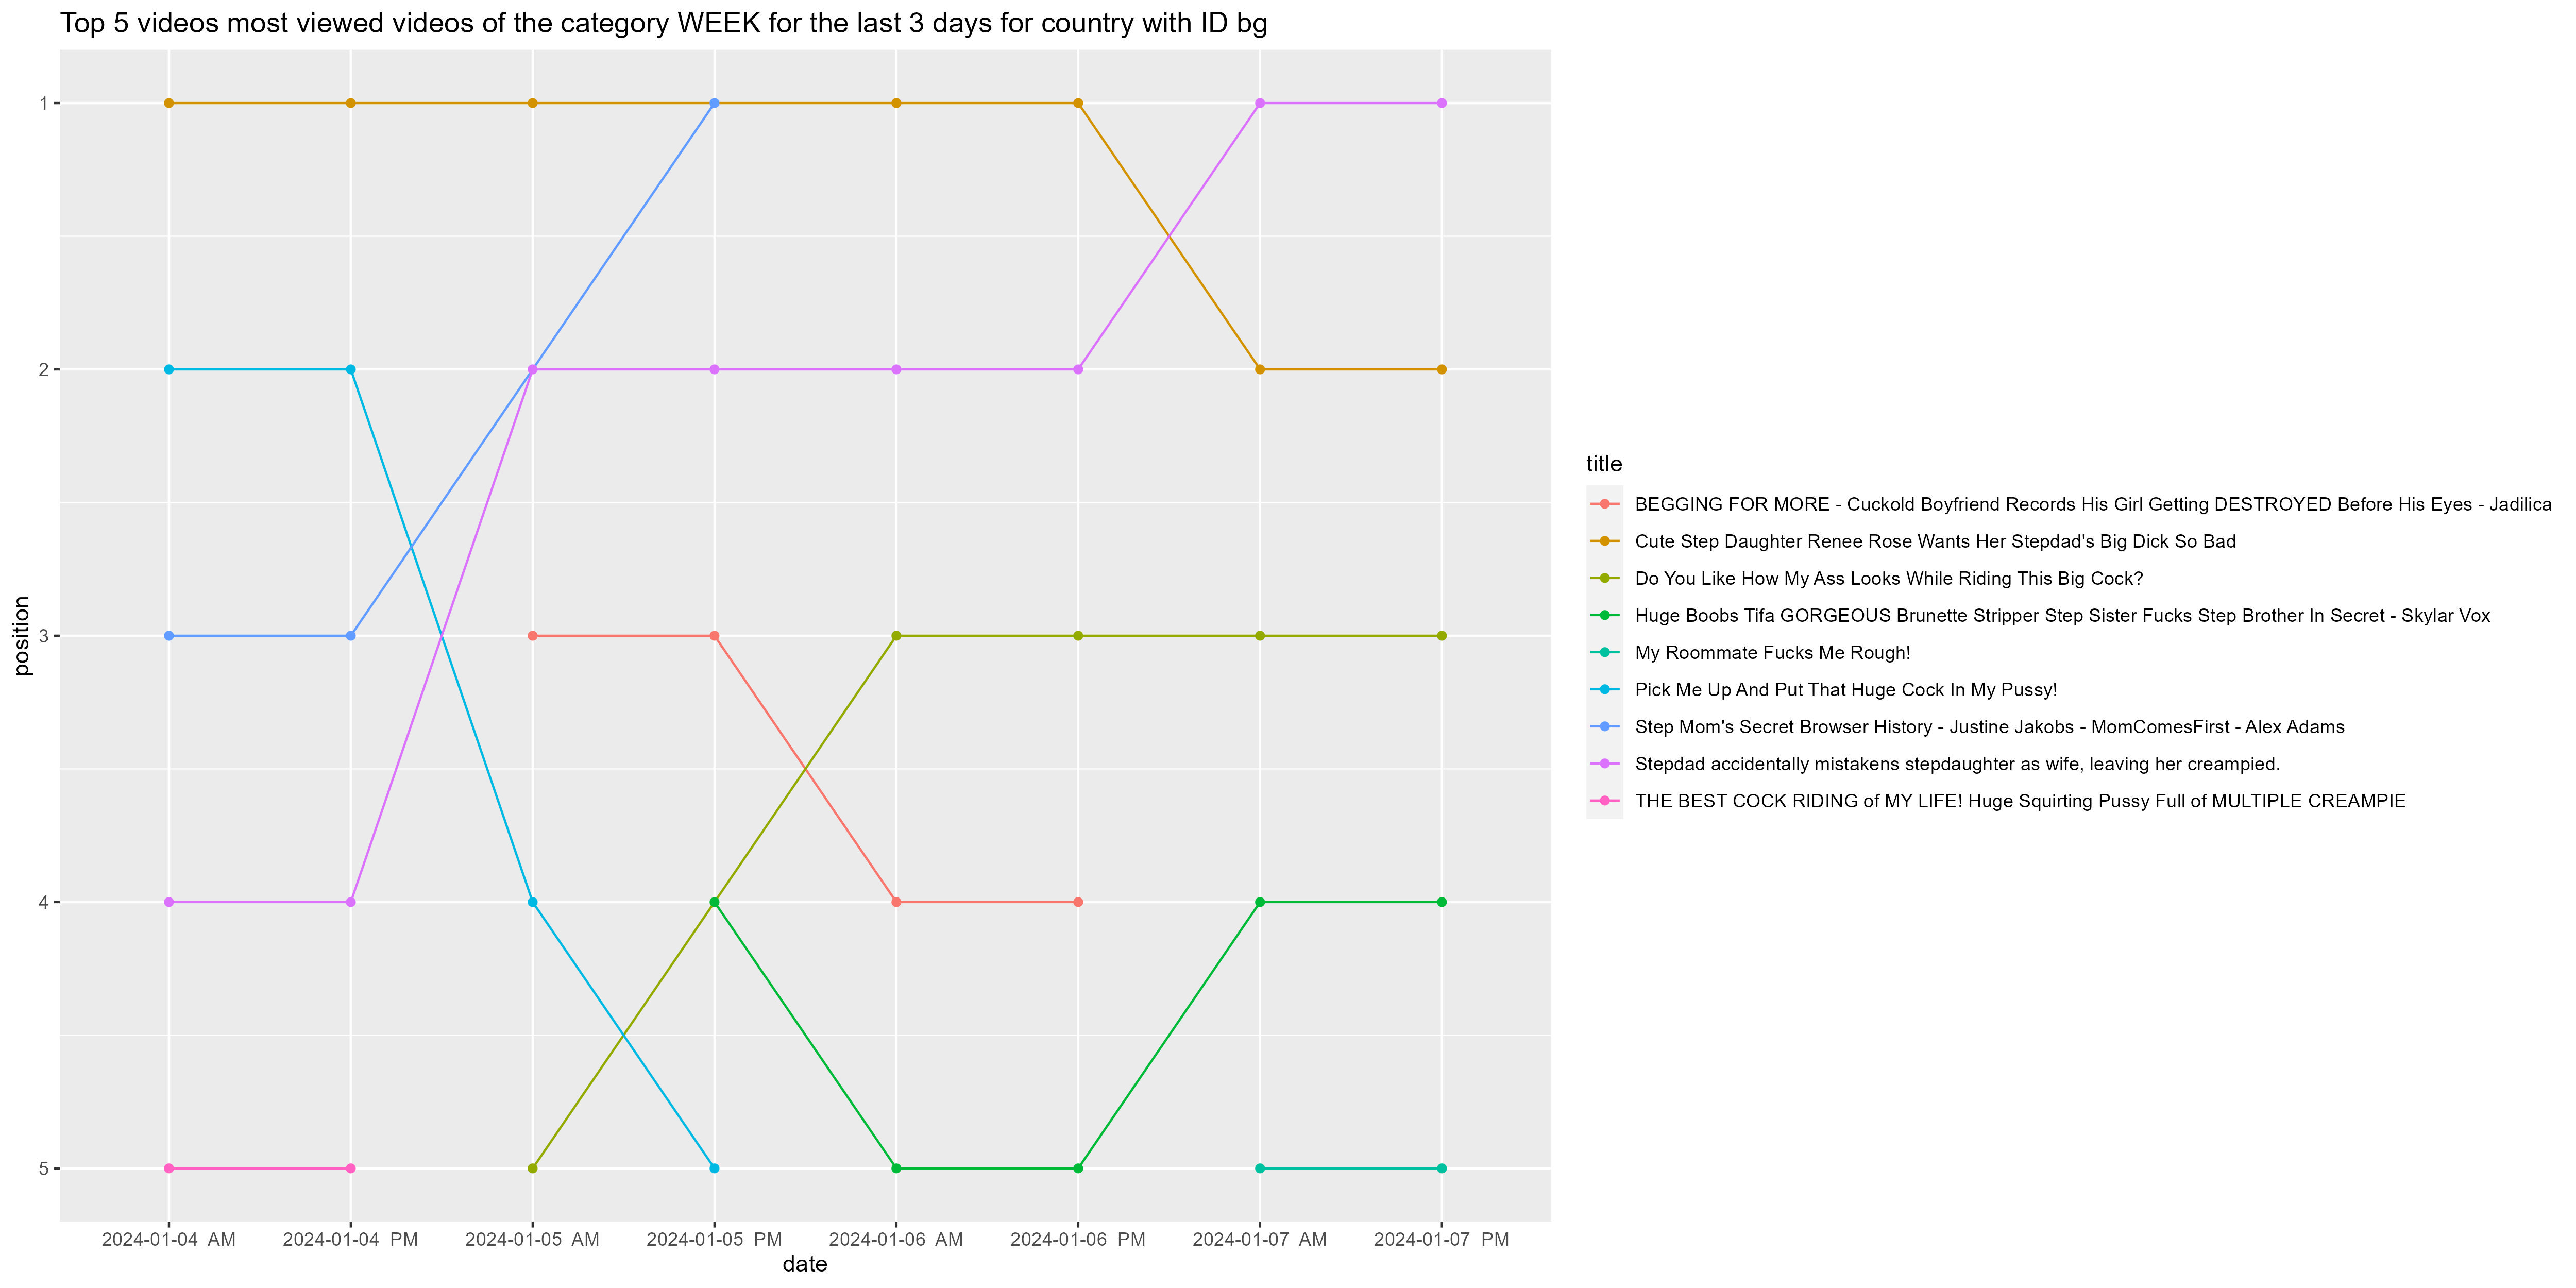 Top 5 videos most viewed videos of the category WEEK for the last 3 days for country with ID bg
position
1
2
3
4
5
2024-01-04 AM
2024-01-04 PM
2024-01-05 AM
2024-01-05 PM
2024-01-06 AM
2024-01-06 PM
2024-01-07 AM
2024-01-07 PM
date
title
BEGGING FOR MORE - Cuckold Boyfriend Records His Girl Getting DESTROYED Before His Eyes - Jadilica
Cute Step Daughter Renee Rose Wants Her Stepdad's Big Dick So Bad
Do You Like How My Ass Looks While Riding This Big Cock?
Huge Boobs Tifa GORGEOUS Brunette Stripper Step Sister Fucks Step Brother In Secret - Skylar Vox
My Roommate Fucks Me Rough!
Pick Me Up And Put That Huge Cock In My Pussy!
Step Mom's Secret Browser History - Justine Jakobs - MomComesFirst - Alex Adams
Stepdad accidentally mistakens stepdaughter as wife, leaving her creampied.
THE BEST COCK RIDING of MY LIFE! Huge Squirting Pussy Full of MULTIPLE CREAMPIE